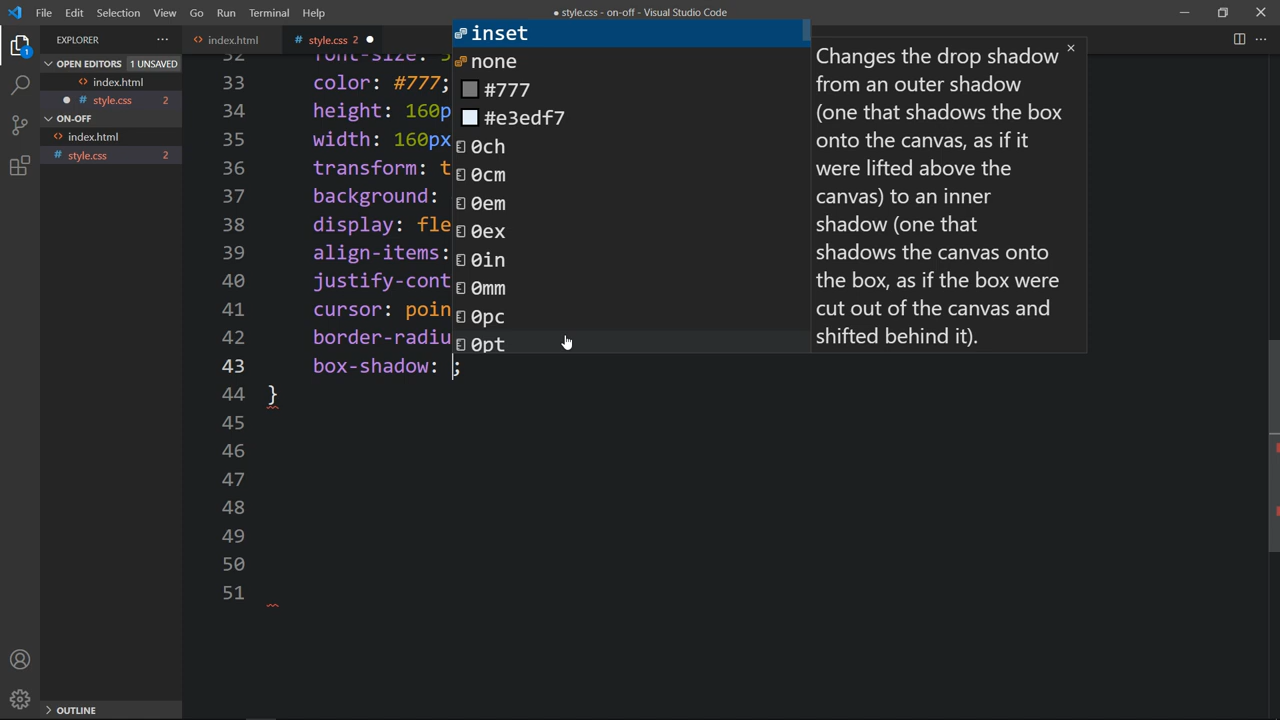 File Edit Selection View Go Run Terminal Help
● style.css - on-off - Visual Studio Code
EXPLORER
OPEN EDITORS 1 UNSAVED
index.html
style.css 2
ON-OFF
index.html
style.css 2
OUTLINE
1
index.html
style.css 2
32 font-size: 3
33 color: #777;
34 height: 160p
35 width: 160px
36 transform: t
37 background:
38 display: fle
39 align-items:
40 justify-cont
41 cursor: poin
42 border-radiu
43 box-shadow: ;
44 }
45
46
47
48
49
50
51
inset
none
#777
#e3edf7
0ch
0cm
0em
0ex
0in
0mm
0pc
0pt
Changes the drop shadow
from an outer shadow
(one that shadows the box
onto the canvas, as if it
were lifted above the
canvas) to an inner
shadow (one that
shadows the canvas onto
the box, as if the box were
cut out of the canvas and
shifted behind it).